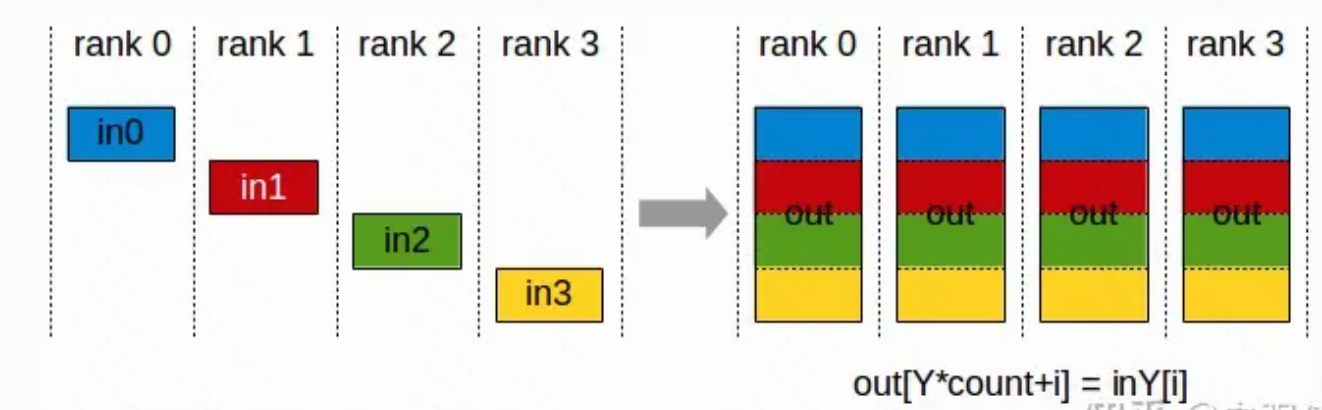 rank 0 rank 1 rank 2 rank 3 rank 0 rank 1 rank 2 rank 3
in0
in1
in2
in3
out out out out
out[Y*count+i] = inY[i]